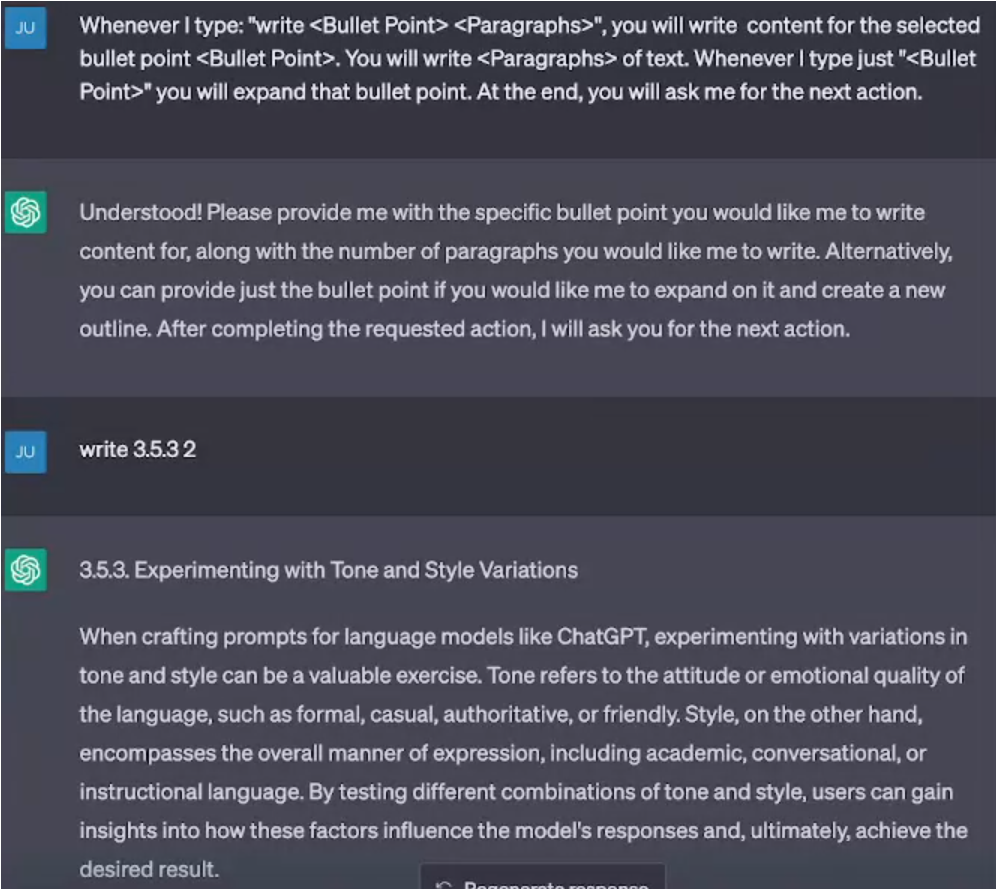 JU
Whenever I type: "write <Bullet Point> <Paragraphs>", you will write content for the selected
bullet point <Bullet Point>. You will write <Paragraphs> of text. Whenever I type just "<Bullet
Point>" you will expand that bullet point. At the end, you will ask me for the next action.
Understood! Please provide me with the specific bullet point you would like me to write
content for, along with the number of paragraphs you would like me to write. Alternatively,
you can provide just the bullet point if you would like me to expand on it and create a new
outline. After completing the requested action, I will ask you for the next action.
JU
write 3.5.3 2
3.5.3. Experimenting with Tone and Style Variations
When crafting prompts for language models like ChatGPT, experimenting with variations in
tone and style can be a valuable exercise. Tone refers to the attitude or emotional quality of
the language, such as formal, casual, authoritative, or friendly. Style, on the other hand,
encompasses the overall manner of expression, including academic, conversational, or
instructional language. By testing different combinations of tone and style, users can gain
insights into how these factors influence the model's responses and, ultimately, achieve the
desired result.
Regenerate response